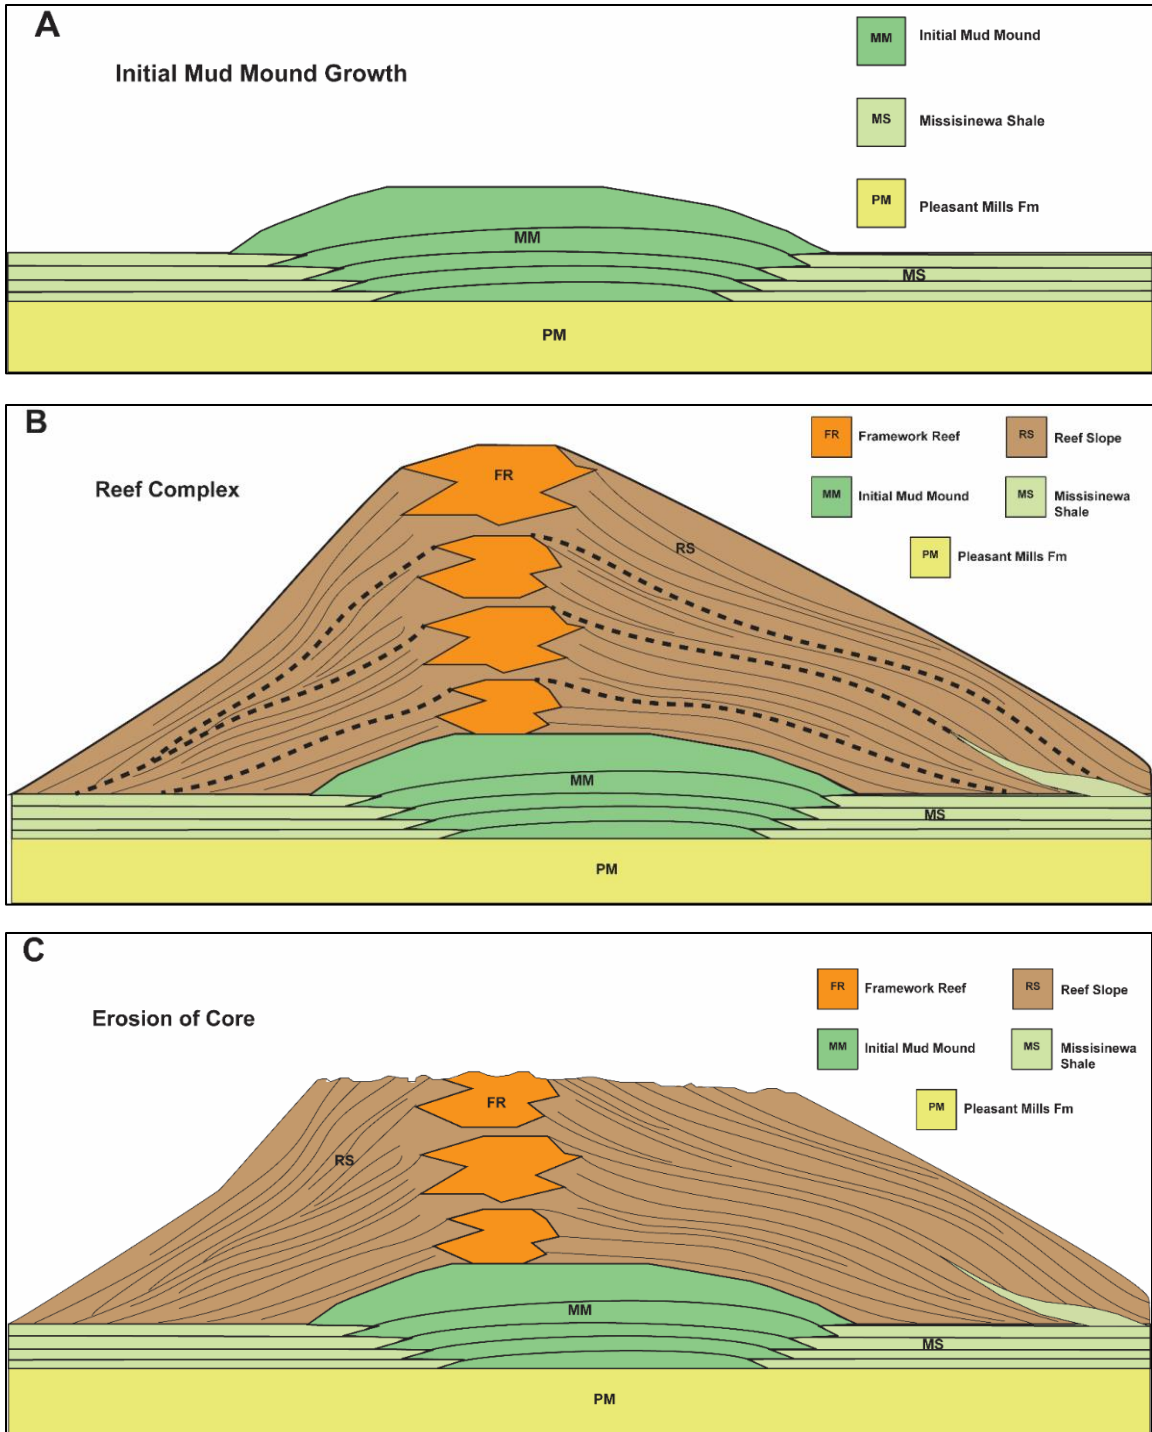 A
Initial Mud Mound Growth
MM Initial Mud Mound
MS Missisinewa Shale
PM Pleasant Mills Fm
MM
MS
PM
B
Reef Complex
FR Framework Reef
RS Reef Slope
MM Initial Mud Mound
MS Missisinewa
Shale
PM Pleasant Mills Fm
FR
RS
MM
MS
PM
C
Erosion of Core
FR Framework Reef
RS Reef Slope
MM Initial Mud Mound
MS Missisinewa
Shale
PM Pleasant Mills Fm
FR
RS
MM
MS
PM